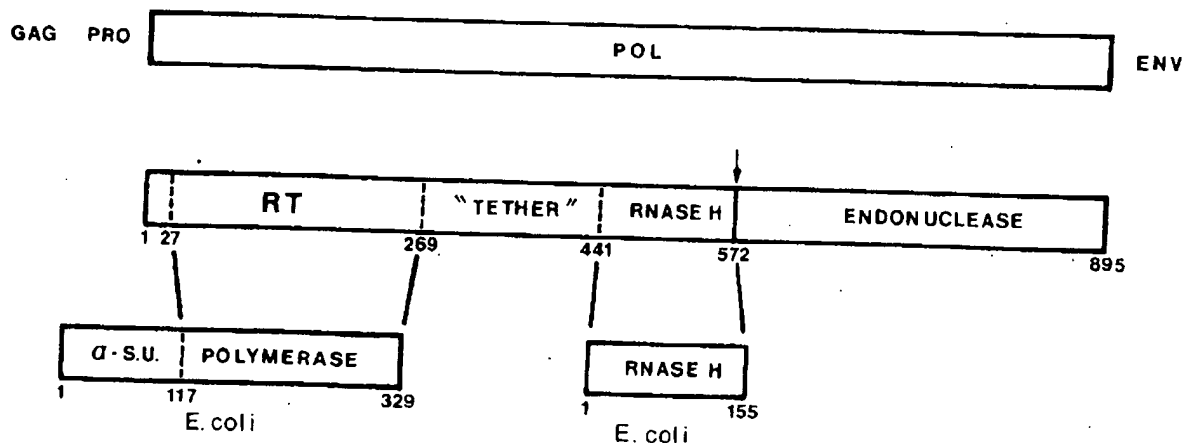 GAG PRO POL ENV
RT "TETHER" RNASE H ENDONUCLEASE
1 27 269 441 572 895
α-S.U. POLYMERASE RNASE H
1 117 329 1 155
E. coli E. coli